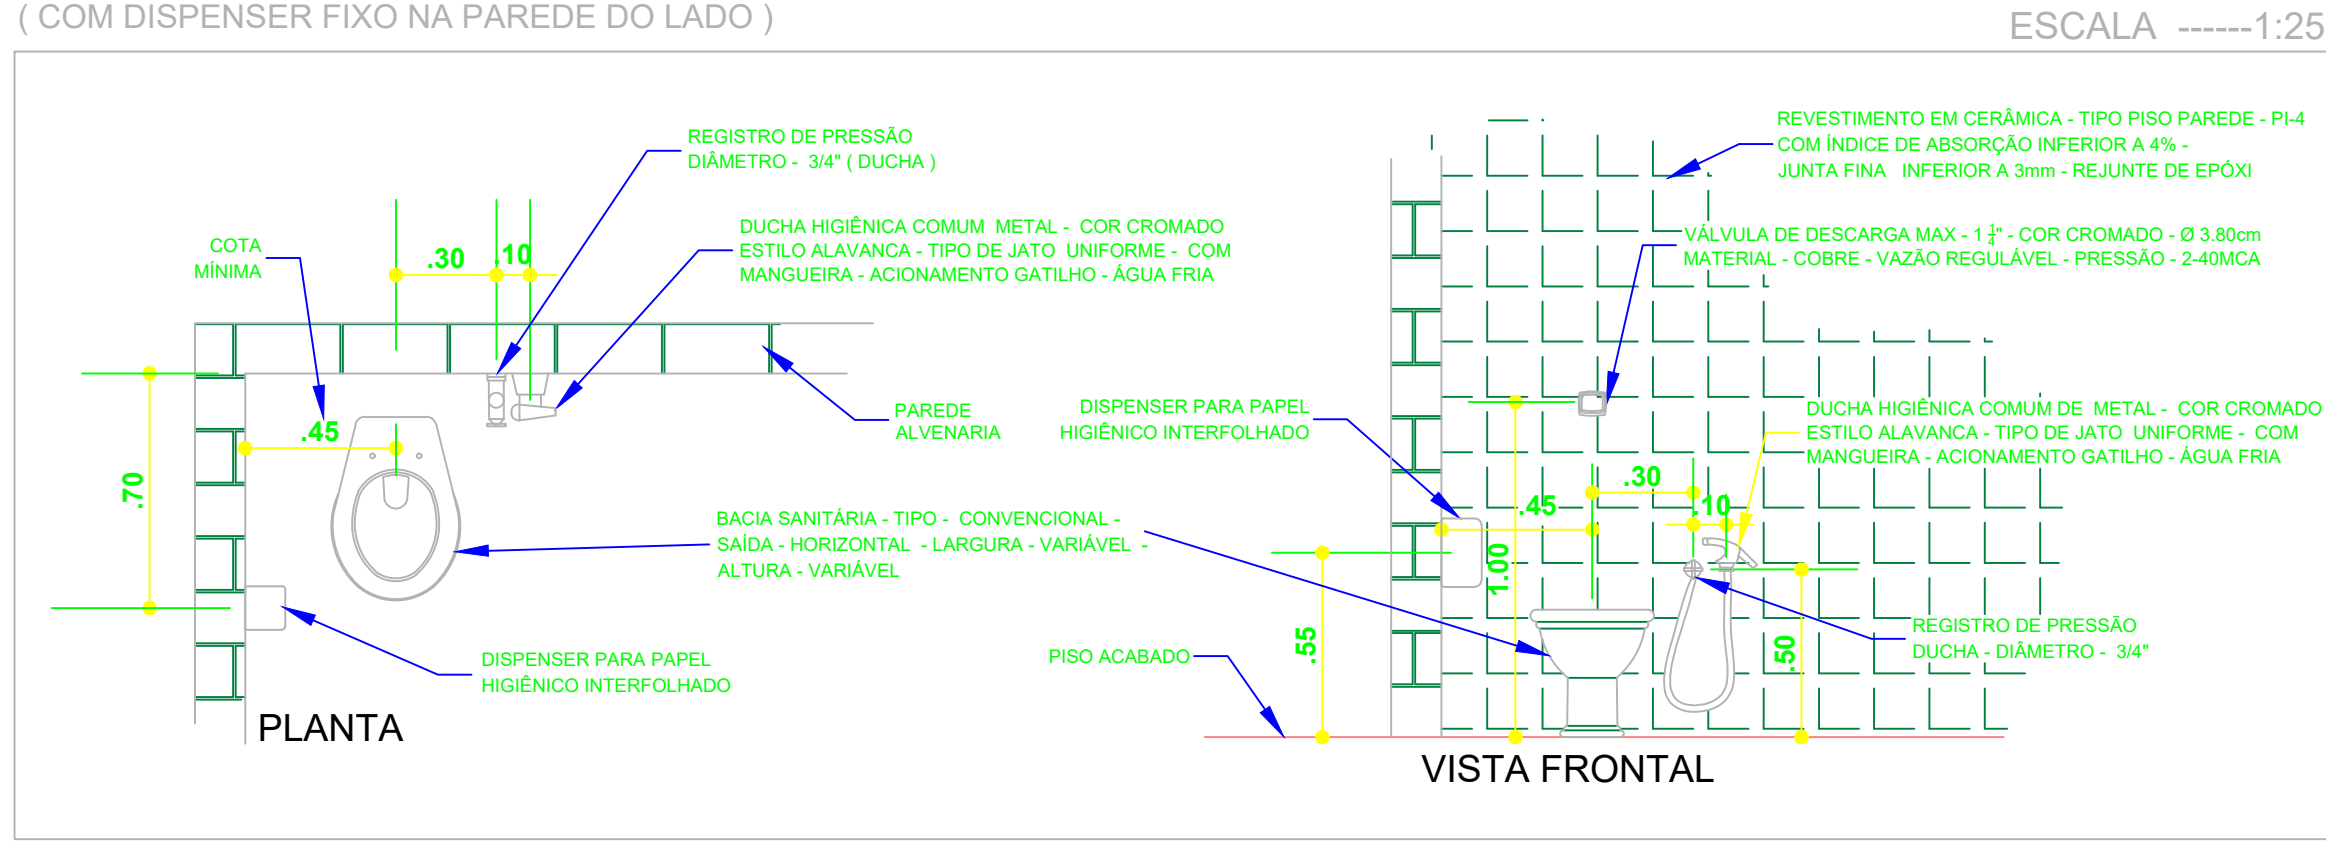 ( COM DISPENSER FIXO NA PAREDE DO LADO )
ESCALA ------1:25
REGISTRO DE PRESSÃO
DIÂMETRO - 3/4" ( DUCHA )
DUCHA HIGIÊNICA COMUM METAL - COR CROMADO
ESTILO ALAVANCA - TIPO DE JATO UNIFORME - COM
MANGUEIRA - ACIONAMENTO GATILHO - ÁGUA FRIA
COTA
MÍNIMA
.30
.10
.45
.70
PAREDE
ALVENARIA
BACIA SANITÁRIA - TIPO - CONVENCIONAL -
SAÍDA - HORIZONTAL - LARGURA - VARIÁVEL -
ALTURA - VARIÁVEL
DISPENSER PARA PAPEL
HIGIÊNICO INTERFOLHADO
PLANTA
REVESTIMENTO EM CERÂMICA - TIPO PISO PAREDE - PI-4
COM ÍNDICE DE ABSORÇÃO INFERIOR A 4% -
JUNTA FINA INFERIOR A 3mm - REJUNTE DE EPÓXI
VÁLVULA DE DESCARGA MAX - 1 1/4" - COR CROMADO - Ø 3.80cm
MATERIAL - COBRE - VAZÃO REGULÁVEL - PRESSÃO - 2-40MCA
DISPENSER PARA PAPEL
HIGIÊNICO INTERFOLHADO
DUCHA HIGIÊNICA COMUM DE METAL - COR CROMADO
ESTILO ALAVANCA - TIPO DE JATO UNIFORME - COM
MANGUEIRA - ACIONAMENTO GATILHO - ÁGUA FRIA
.30
.45
.10
1.00
.55
.50
REGISTRO DE PRESSÃO
DUCHA - DIÂMETRO - 3/4"
PISO ACABADO
VISTA FRONTAL